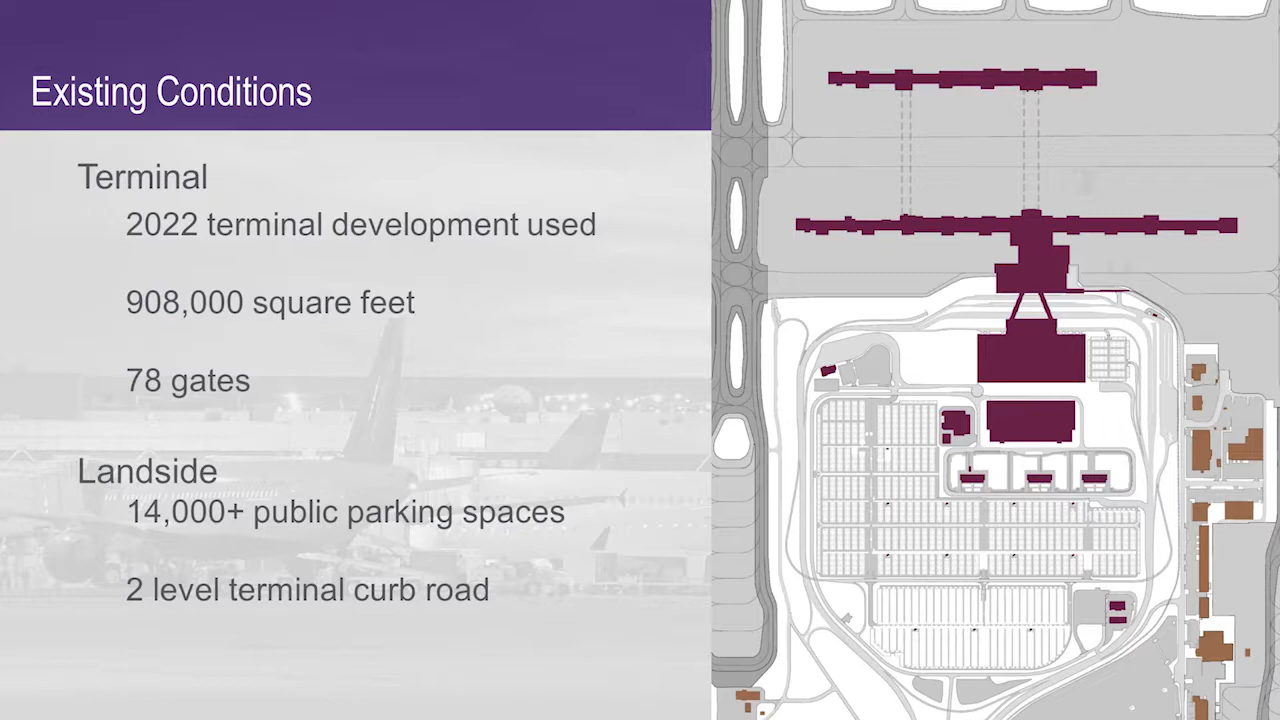 Existing Conditions
Terminal
2022 terminal development used
908,000 square feet
78 gates
Landside
14,000+ public parking spaces
2 level terminal curb road